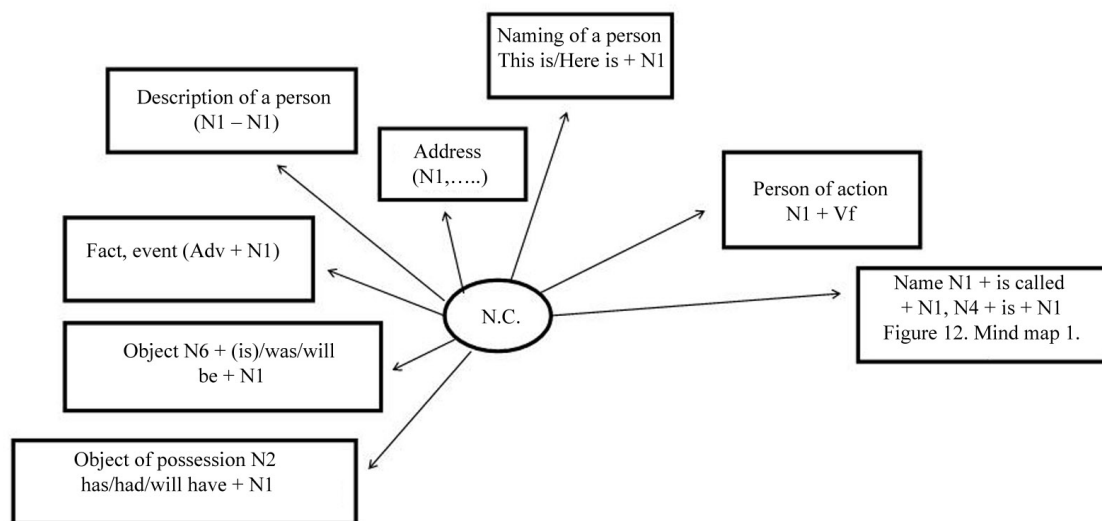 Naming of a person
This is/Here is + N1
Description of a person
(N1 – N1)
Address
(N1,…..)
Person of action
N1 + Vf
Fact, event (Adv + N1)
N.C.
Name N1 + is called
+ N1, N4 + is + N1
Figure 12. Mind map 1.
Object N6 + (is)/was/will
be + N1
Object of possession N2
has/had/will have + N1